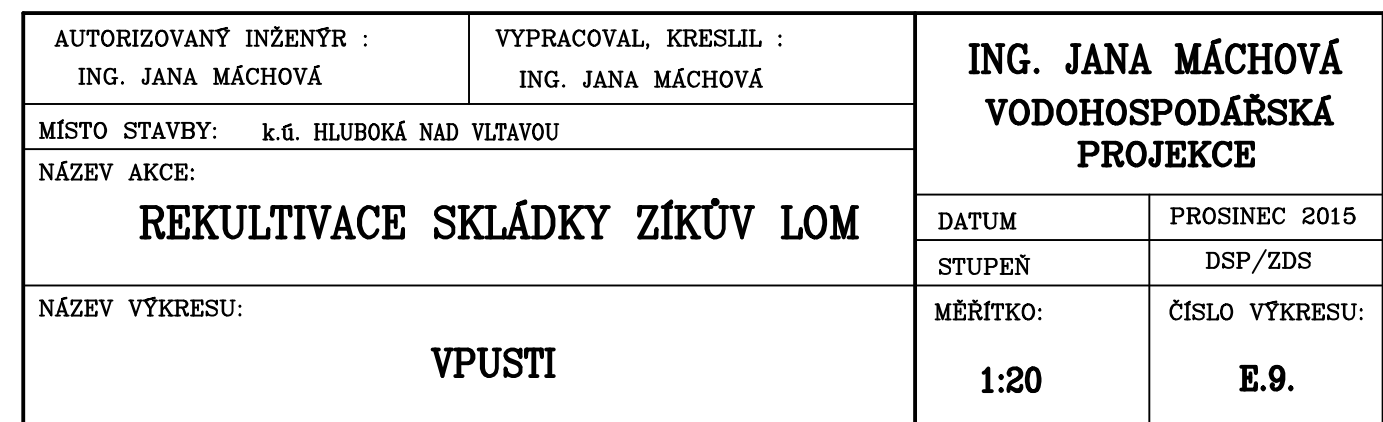 AUTORIZOVANÝ INŽENÝR :
ING. JANA MÁCHOVÁ
VYPRACOVAL, KRESLIL :
ING. JANA MÁCHOVÁ
MÍSTO STAVBY: k.ú. HLUBOKÁ NAD VLTAVOU
NÁZEV AKCE:
REKULTIVACE SKLÁDKY ZÍKŮV LOM
NÁZEV VÝKRESU:
VPUSTI
ING. JANA MÁCHOVÁ
VODOHOSPODÁŘSKÁ
PROJEKCE
DATUM PROSINEC 2015
STUPEŇ DSP/ZDS
MĚŘÍTKO:
1:20
ČÍSLO VÝKRESU:
E.9.